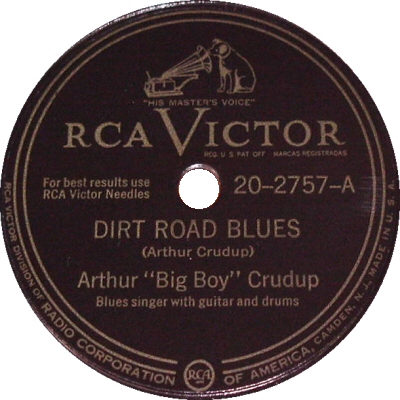 "HIS MASTER'S VOICE"
RCA VICTOR
REG. U S PAT OFF MARCAS REGISTRADAS
For best results use
RCA Victor Needles
20-2757-A
DIRT ROAD BLUES
(Arthur Crudup)
Arthur "Big Boy" Crudup
Blues singer with guitar and drums
RCA VICTOR DIVISION OF RADIO CORPORATION OF AMERICA, CAMDEN, N.J. MADE IN U.S.A.
RCA